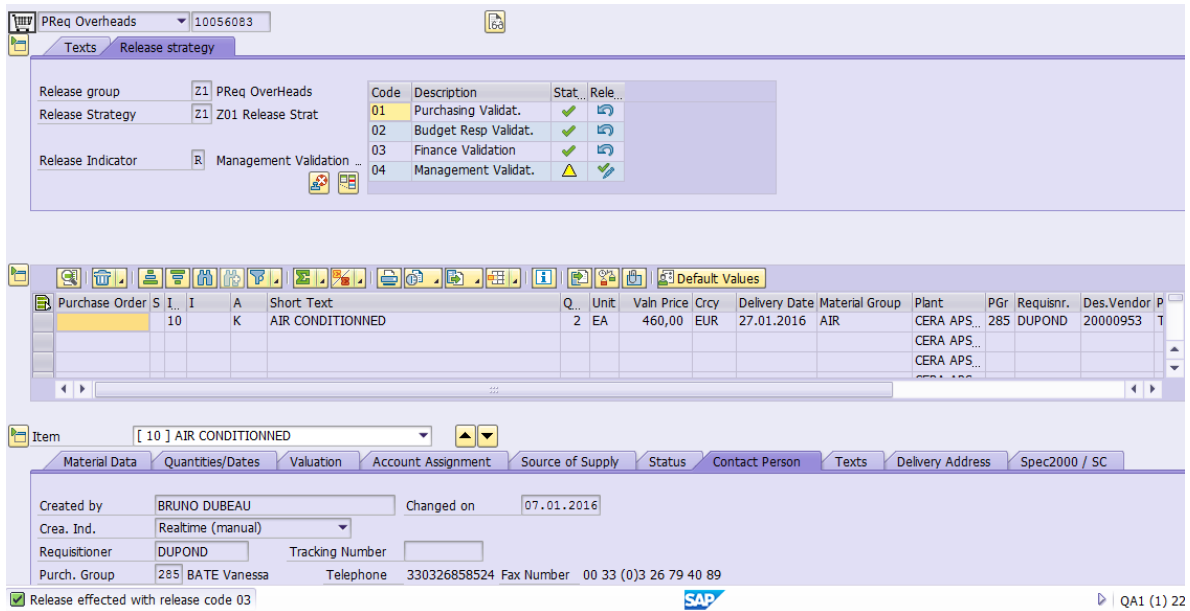 PReq Overheads 10056083
Texts Release strategy
Release group Z1 PReq OverHeads
Release Strategy Z1 Z01 Release Strat
Release Indicator R Management Validation ...
Code Description Stat... Rele...
01 Purchasing Validat.
02 Budget Resp Validat.
03 Finance Validation
04 Management Validat.
Default Values
Purchase Order S I... I A Short Text Q... Unit Valn Price Crcy Delivery Date Material Group Plant PGr Requisnr. Des.Vendor P
10 K AIR CONDITIONNED 2 EA 460,00 EUR 27.01.2016 AIR CERA APS... 285 DUPOND 20000953 T
CERA APS...
CERA APS...
Item [ 10 ] AIR CONDITIONNED
Material Data Quantities/Dates Valuation Account Assignment Source of Supply Status Contact Person Texts Delivery Address Spec2000 / SC
Created by BRUNO DUBEAU Changed on 07.01.2016
Crea. Ind. Realtime (manual)
Requisitioner DUPOND Tracking Number
Purch. Group 285 BATE Vanessa Telephone 330326858524 Fax Number 00 33 (0)3 26 79 40 89
Release effected with release code 03 SAP QA1 (1) 22